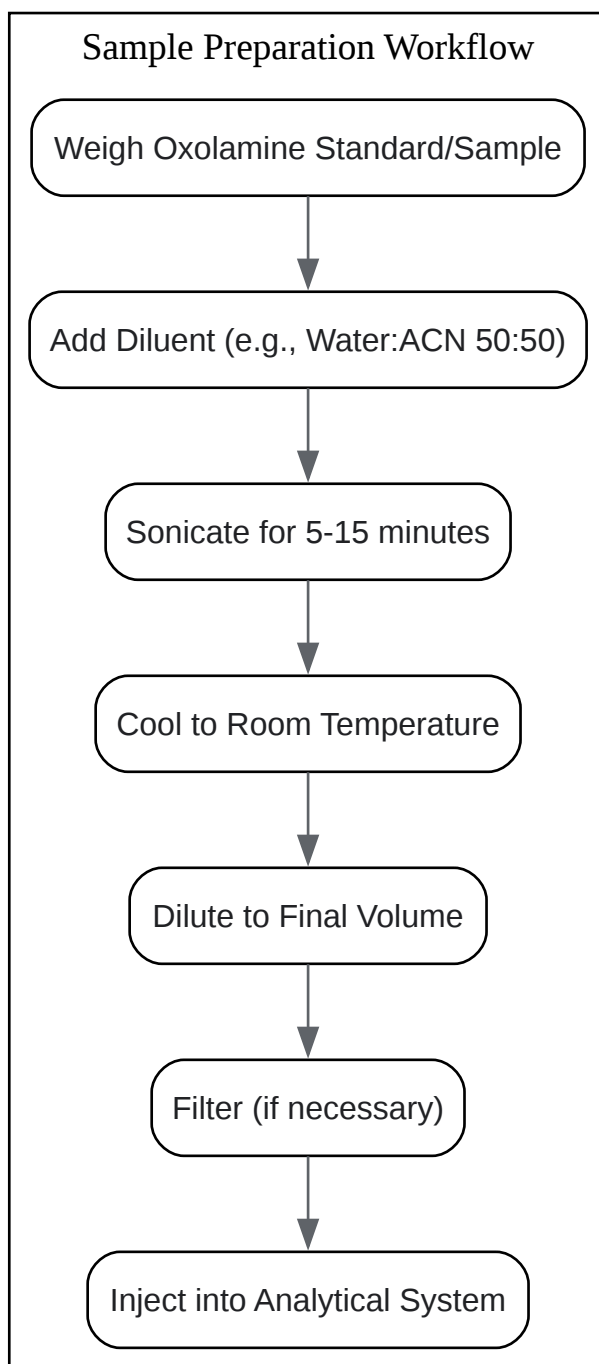 Sample Preparation Workflow
Weigh Oxolamine Standard/Sample
Add Diluent (e.g., Water:ACN 50:50)
Sonicate for 5-15 minutes
Cool to Room Temperature
Dilute to Final Volume
Filter (if necessary)
Inject into Analytical System